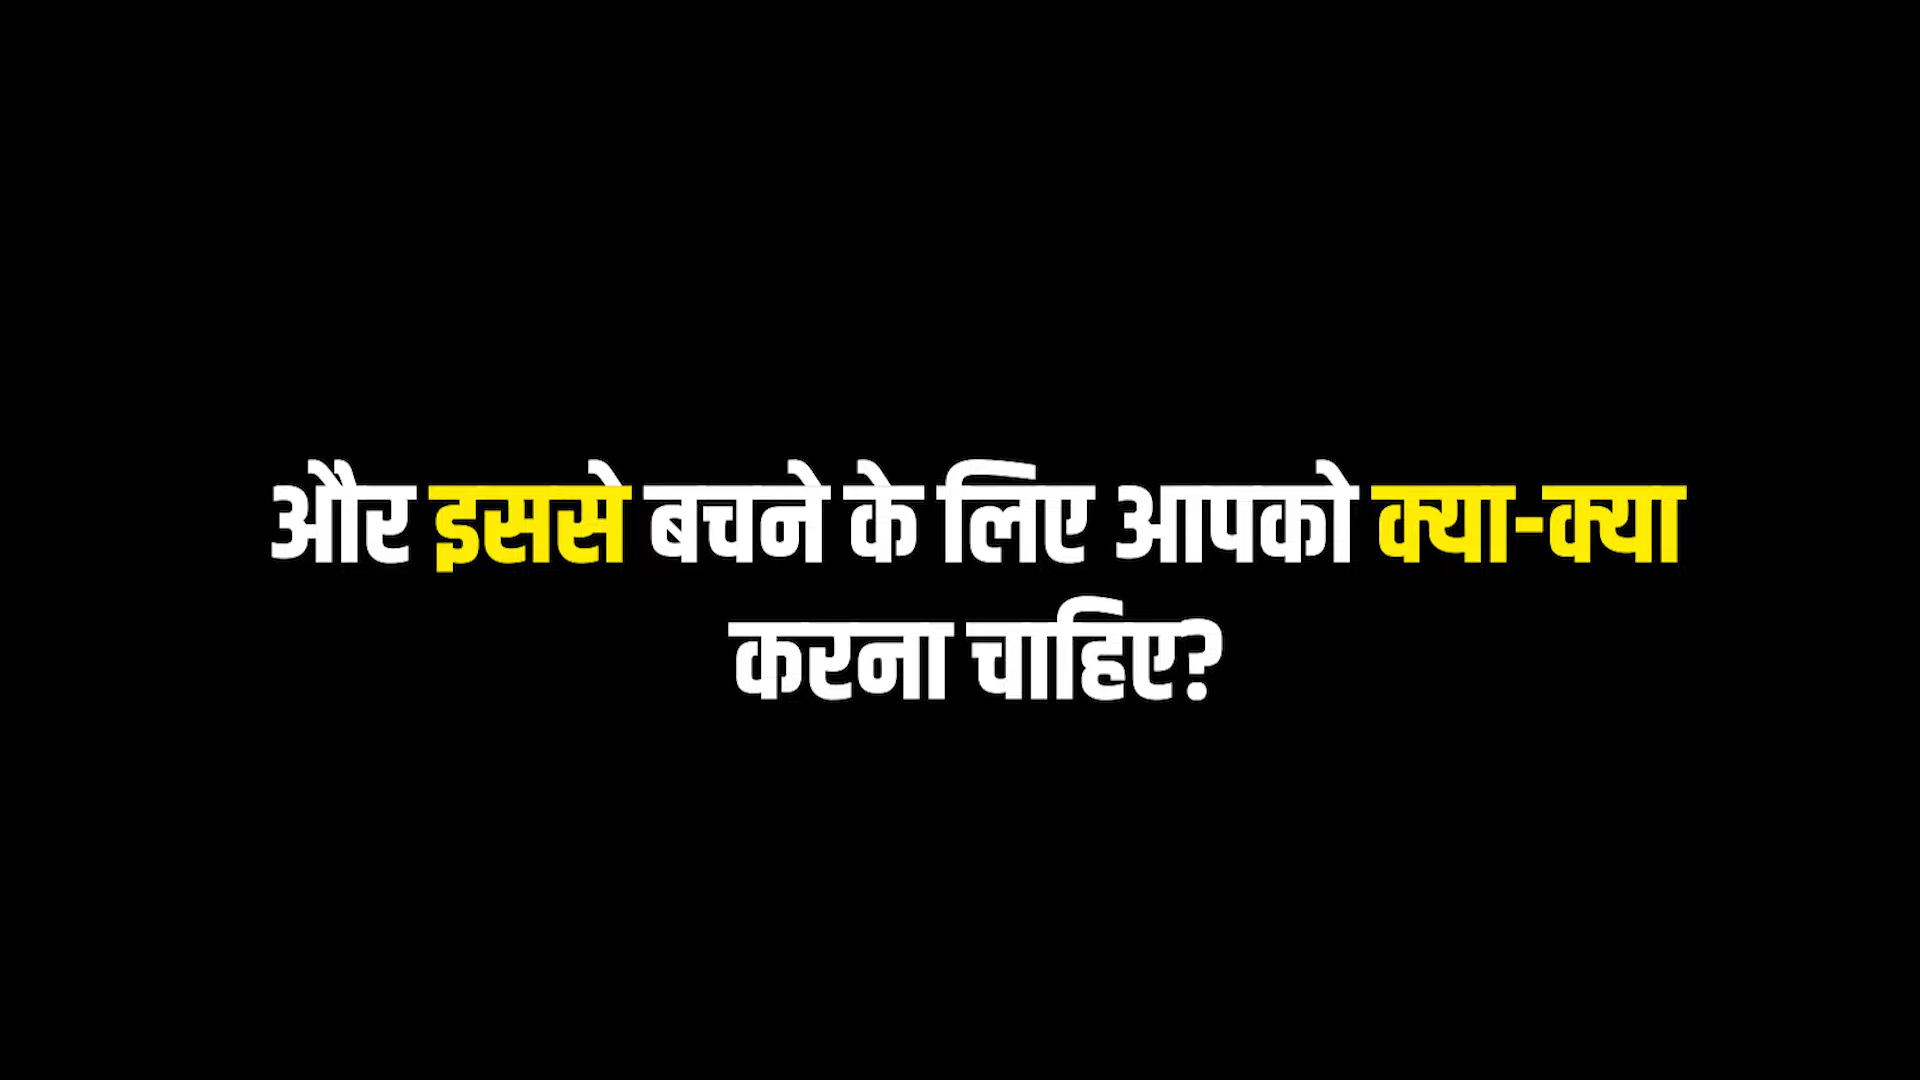 और इससे बचने के लिए आपको क्या-क्या
करना चाहिए?